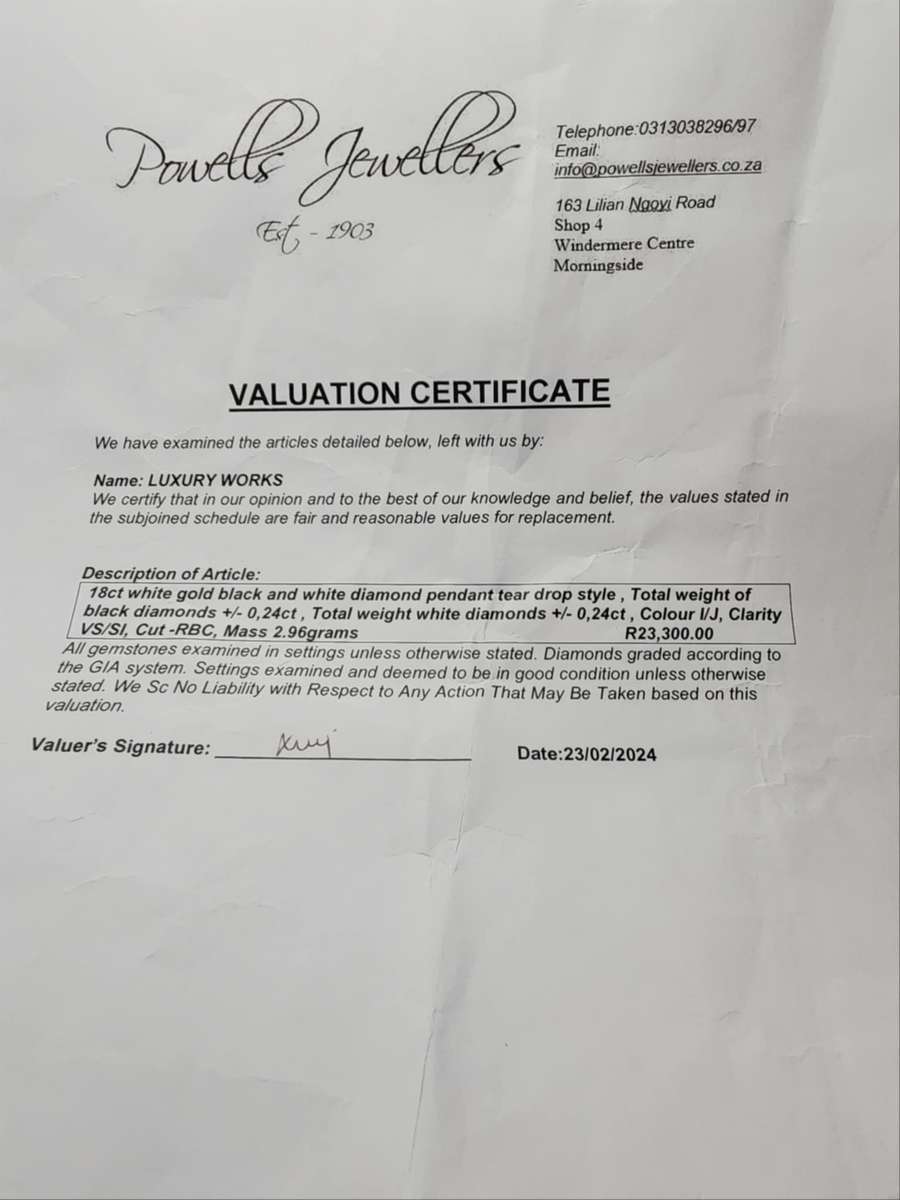 Powells Jewellers
Est - 1903
Telephone:0313038296/97
Email:
info@powellsjewellers.co.za
163 Lilian Ngoyi Road
Shop 4
Windermere Centre
Morningside
VALUATION CERTIFICATE
We have examined the articles detailed below, left with us by:
Name: LUXURY WORKS
We certify that in our opinion and to the best of our knowledge and belief, the values stated in
the subjoined schedule are fair and reasonable values for replacement.
Description of Article:
18ct white gold black and white diamond pendant tear drop style , Total weight of
black diamonds +/- 0,24ct , Total weight white diamonds +/- 0,24ct , Colour I/J, Clarity
VS/SI, Cut -RBC, Mass 2.96grams R23,300.00
All gemstones examined in settings unless otherwise stated. Diamonds graded according to
the GIA system. Settings examined and deemed to be in good condition unless otherwise
stated. We Sc No Liability with Respect to Any Action That May Be Taken based on this
valuation.
Valuer's Signature:
Date:23/02/2024